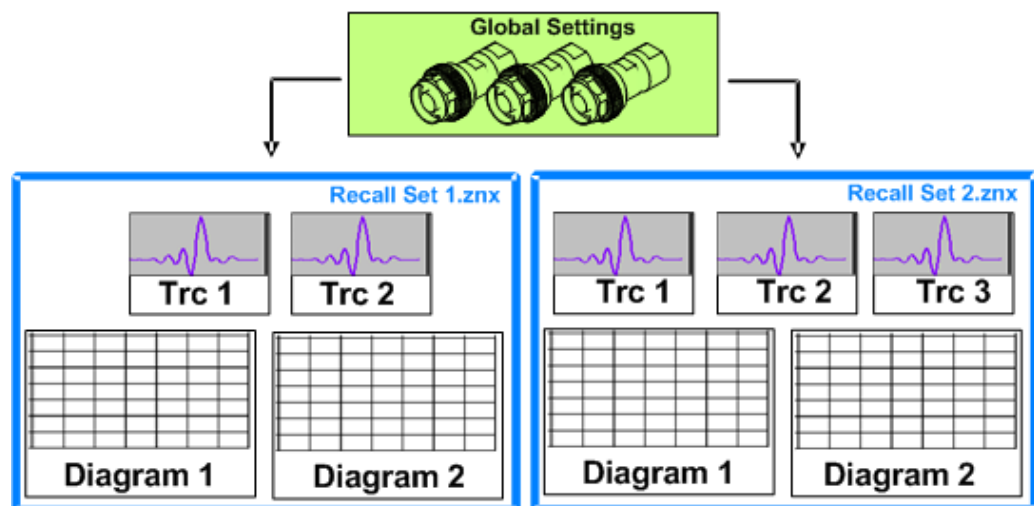 Global Settings
Recall Set 1.znx
Trc 1
Trc 2
Diagram 1
Diagram 2
Recall Set 2.znx
Trc 1
Trc 2
Trc 3
Diagram 1
Diagram 2